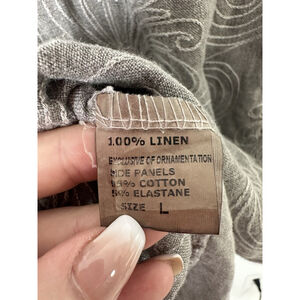 100% LINEN
EXCLUSIVE OF ORNAMENTATION
SIDE PANELS
95% COTTON
5% ELASTANE
SIZE L